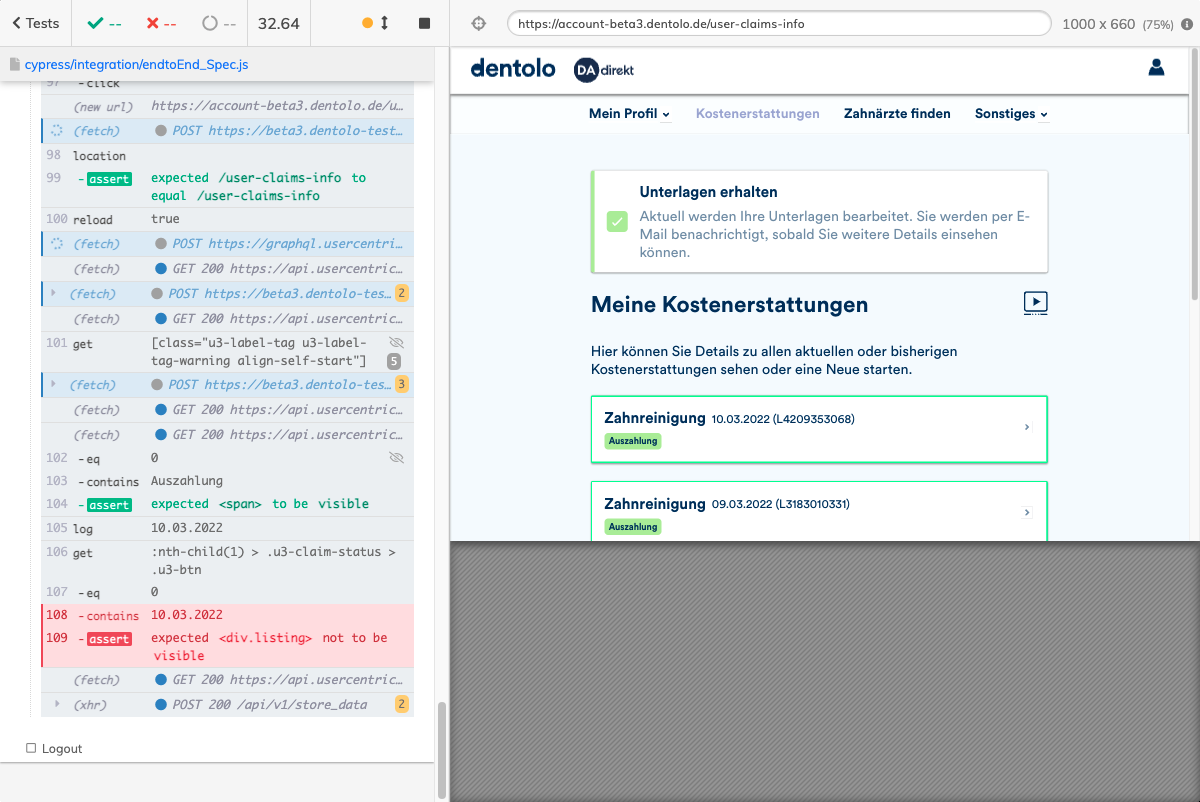 Tests
--
--
--
32.64
https://account-beta3.dentolo.de/user-claims-info
1000 x 660 (75%)
cypress/integration/endtoEnd_Spec.js
97 -click
(new url) https://account-beta3.dentolo.de/u…
(fetch) POST https://beta3.dentolo-test…
98 location
99 -assert expected /user-claims-info to
equal /user-claims-info
100 reload true
(fetch) POST https://graphql.usercentri…
(fetch) GET 200 https://api.usercentric…
(fetch) POST https://beta3.dentolo-tes… 2
(fetch) GET 200 https://api.usercentric…
101 get [class="u3-label-tag u3-label-
tag-warning align-self-start"] 5
(fetch) POST https://beta3.dentolo-tes… 3
(fetch) GET 200 https://api.usercentric…
(fetch) GET 200 https://api.usercentric…
102 -eq 0
103 -contains Auszahlung
104 -assert expected <span> to be visible
105 log 10.03.2022
106 get :nth-child(1) > .u3-claim-status >
.u3-btn
107 -eq 0
108 -contains 10.03.2022
109 -assert expected <div.listing> not to be
visible
(fetch) GET 200 https://api.usercentric…
(xhr) POST 200 /api/v1/store_data 2
Logout
dentolo DA direkt
Mein Profil Kostenerstattungen Zahnärzte finden Sonstiges
Unterlagen erhalten
Aktuell werden Ihre Unterlagen bearbeitet. Sie werden per E-
Mail benachrichtigt, sobald Sie weitere Details einsehen
können.
Meine Kostenerstattungen
Hier können Sie Details zu allen aktuellen oder bisherigen
Kostenerstattungen sehen oder eine Neue starten.
Zahnreinigung 10.03.2022 (L4209353068)
Auszahlung
Zahnreinigung 09.03.2022 (L3183010331)
Auszahlung